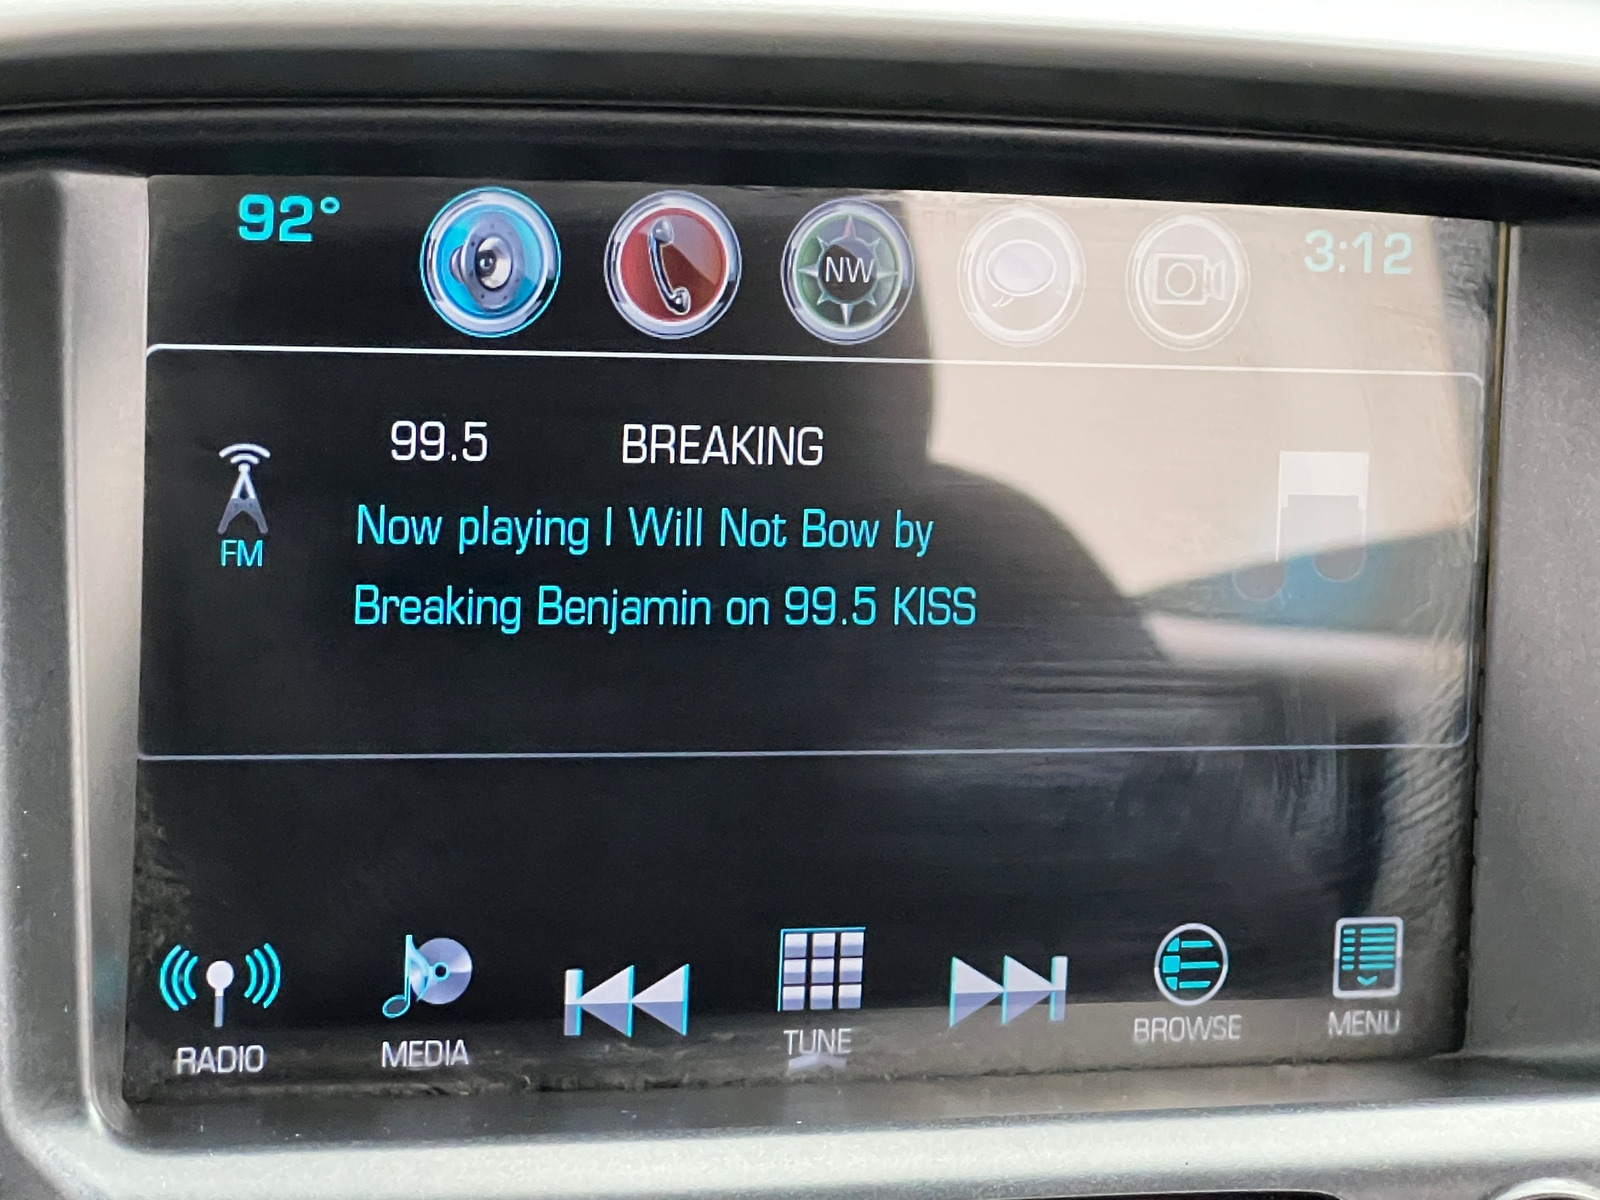 92°
NW
3:12
99.5 BREAKING
FM
Now playing I Will Not Bow by
Breaking Benjamin on 99.5 KISS
RADIO
MEDIA
TUNE
BROWSE
MENU